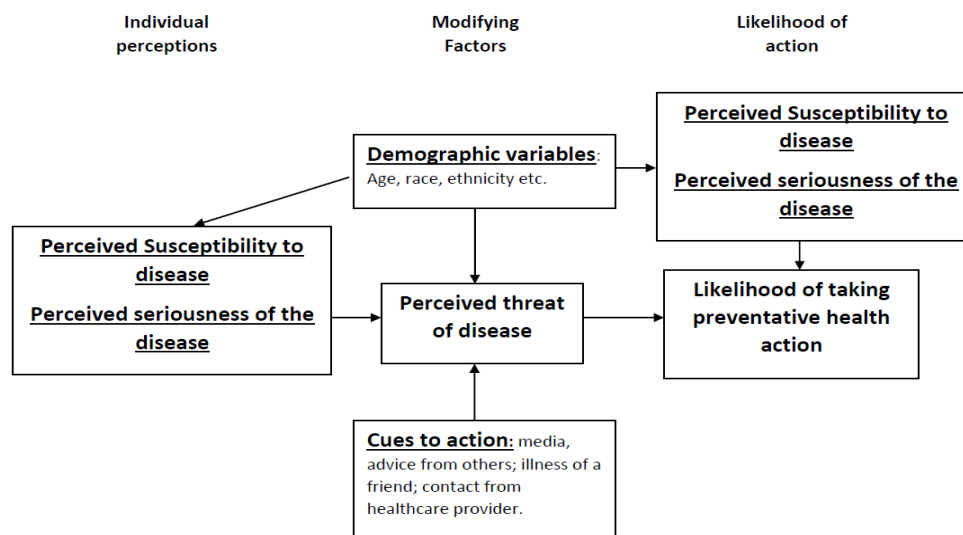 Individual
perceptions
Modifying
Factors
Likelihood of
action
Perceived Susceptibility to
disease
Perceived seriousness of the
disease
Demographic variables:
Age, race, ethnicity etc.
Perceived Susceptibility to
disease
Perceived seriousness of the
disease
Perceived threat
of disease
Likelihood of taking
preventative health
action
Cues to action: media,
advice from others; illness of a
friend; contact from
healthcare provider.